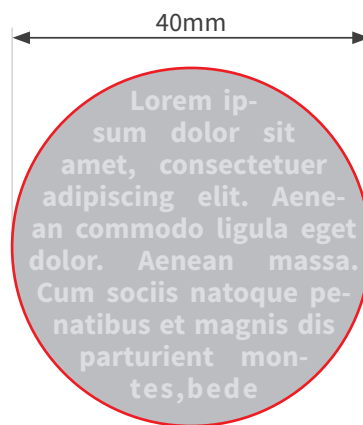 40mm
Lorem ip-
sum dolor sit
amet, consectetuer
adipiscing elit. Aene-
an commodo ligula eget
dolor. Aenean massa.
Cum sociis natoque pe-
natibus et magnis dis
parturient mon-
tes,bede